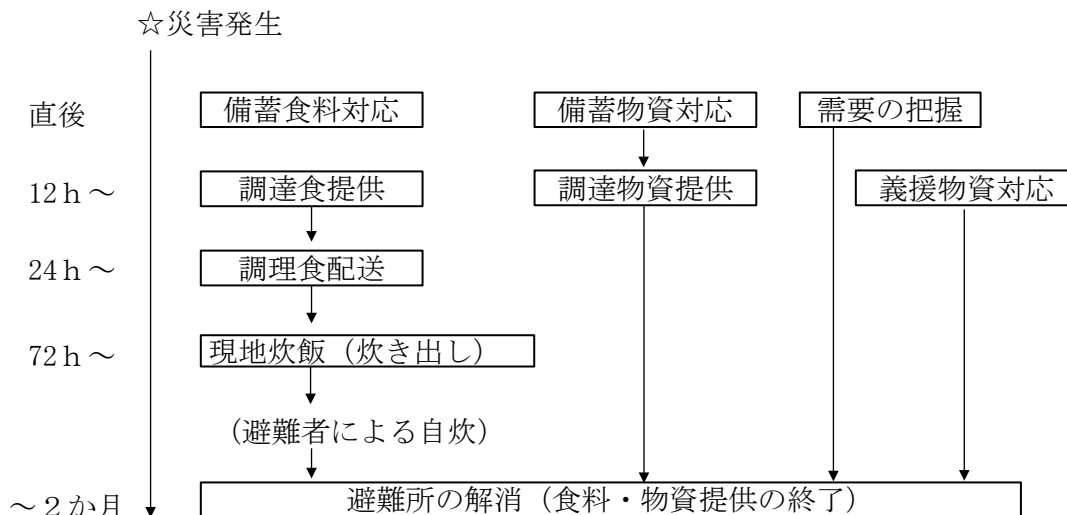 ☆災害発生
直後 備蓄食料対応 備蓄物資対応 需要の把握
12ｈ～ 調達食提供 調達物資提供 義援物資対応
24ｈ～ 調理食配送
72ｈ～ 現地炊飯（炊き出し）
（避難者による自炊）
～２か月 避難所の解消（食料・物資提供の終了）